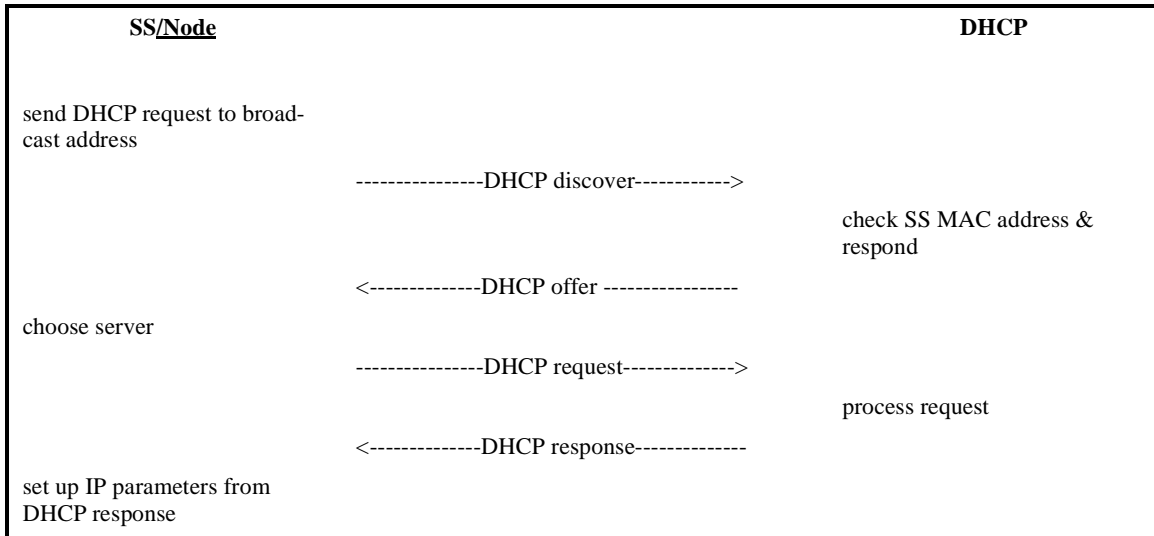 SS/Node DHCP
send DHCP request to broad-
cast address
----------------DHCP discover------------>
check SS MAC address &
respond
<--------------DHCP offer -----------------
choose server
----------------DHCP request-------------->
process request
<--------------DHCP response--------------
set up IP parameters from
DHCP response